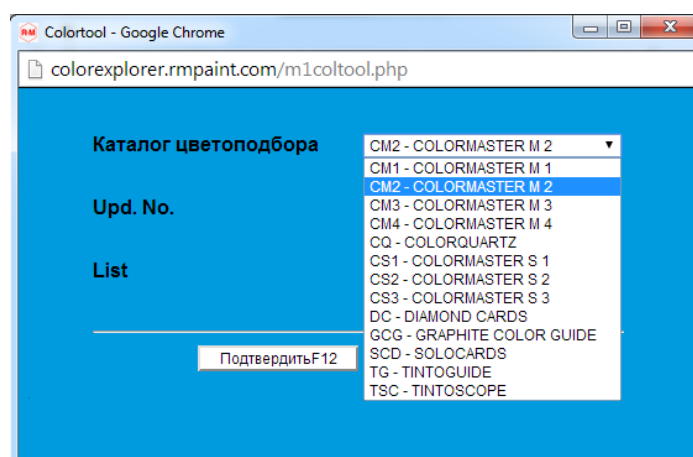 Colortool - Google Chrome
colorexplorer.rmpaint.com/m1coltool.php
Каталог цветоподбора
CM2 - COLORMASTER M 2
CM1 - COLORMASTER M 1
CM2 - COLORMASTER M 2
Upd. No.
CM3 - COLORMASTER M 3
CM4 - COLORMASTER M 4
CQ - COLORQUARTZ
List
CS1 - COLORMASTER S 1
CS2 - COLORMASTER S 2
CS3 - COLORMASTER S 3
DC - DIAMOND CARDS
GCG - GRAPHITE COLOR GUIDE
ПодтвердитьF12
SCD - SOLOCARDS
TG - TINTOGUIDE
TSC - TINTOSCOPE